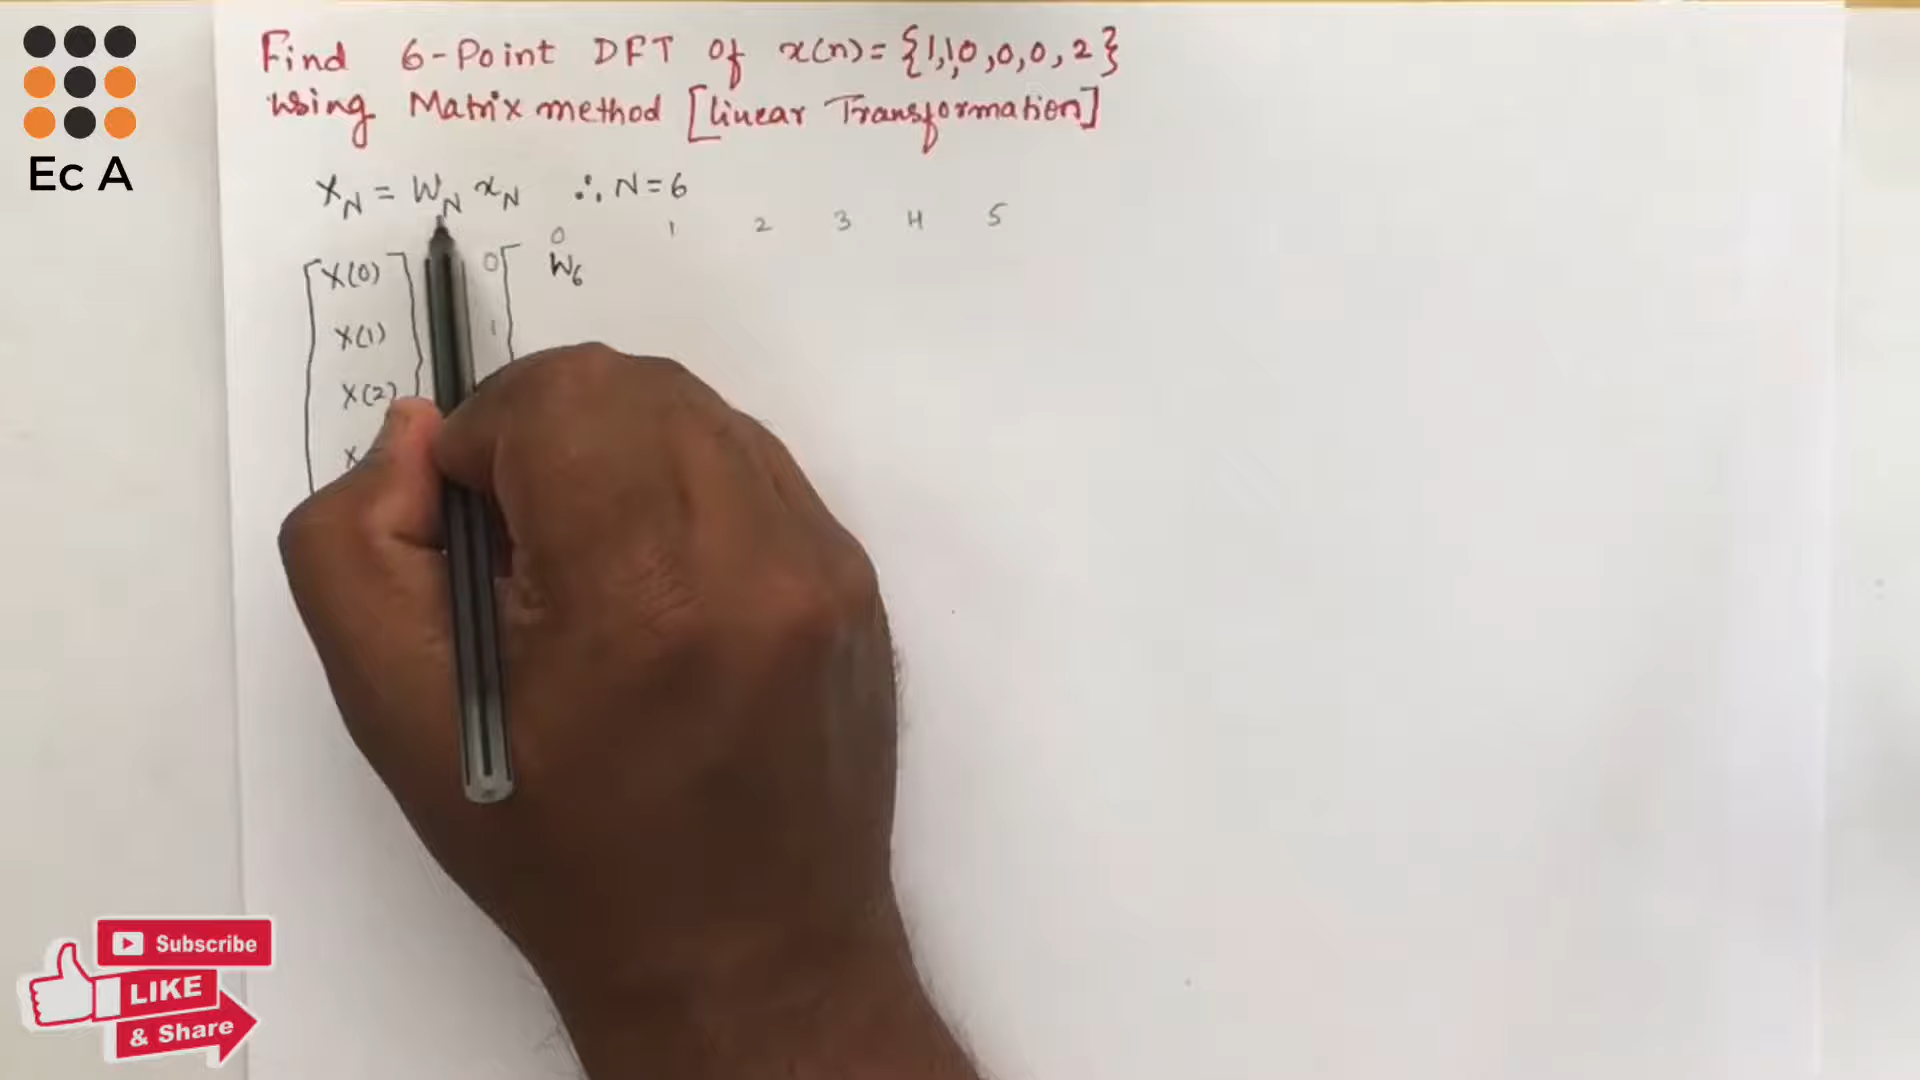 Ec A
Find 6-Point DFT of x(n)= {1,1,0,0,0,2}
using Matrix method [linear Transformation]
X_N = W_N x_N ∴ N=6
0 1 2 3 4 5
X(0) 0 W_6
X(1) 1
X(2)
X
Subscribe
LIKE
& Share